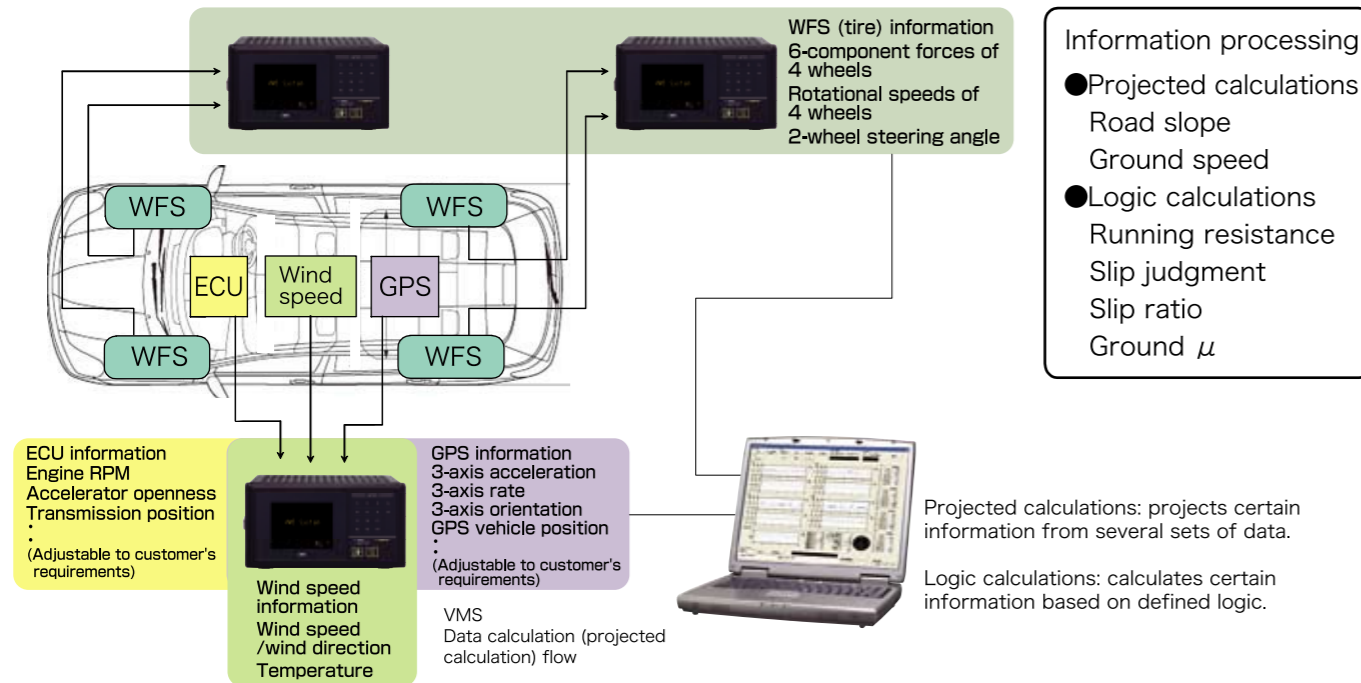 WFS (tire) information
6-component forces of
4 wheels
Rotational speeds of
4 wheels
2-wheel steering angle
Information processing
●Projected calculations
Road slope
Ground speed
●Logic calculations
Running resistance
Slip judgment
Slip ratio
Ground μ
WFS
WFS
ECU
Wind
speed
GPS
WFS
WFS
ECU information
Engine RPM
Accelerator openness
Transmission position
・
・
(Adjustable to customer's
requirements)
Wind speed
information
Wind speed
/wind direction
Temperature
GPS information
3-axis acceleration
3-axis rate
3-axis orientation
GPS vehicle position
・
・
(Adjustable to customer's
requirements)
VMS
Data calculation (projected
calculation) flow
Projected calculations: projects certain
information from several sets of data.
Logic calculations: calculates certain
information based on defined logic.